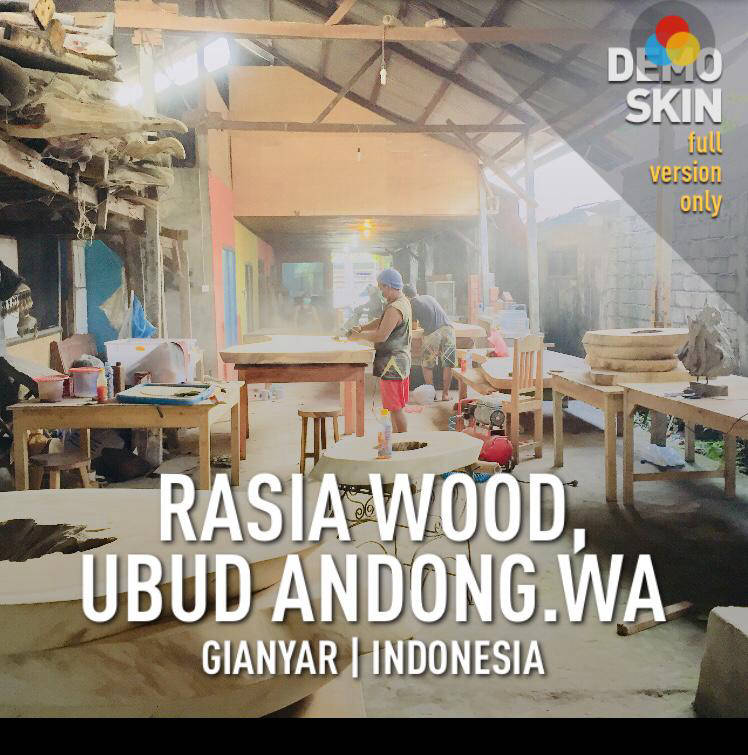 DEMO
SKIN
full
version
only
RASIA WOOD,
UBUD ANDONG.WA
GIANYAR | INDONESIA